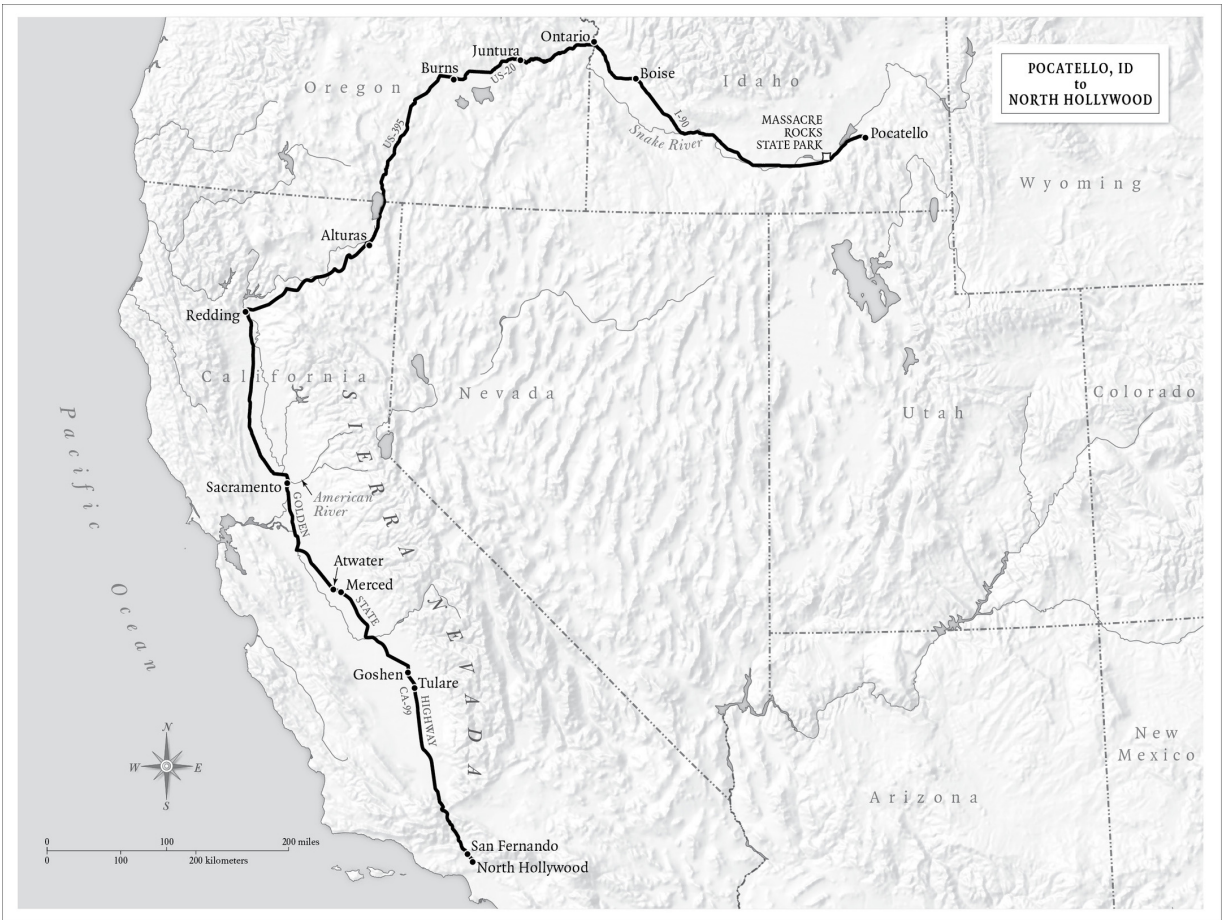 POCATELLO, ID
to
NORTH HOLLYWOOD
Ontario
Juntura
Burns
US-20
Boise
Oregon
Idaho
I-90
US-395
MASSACRE
ROCKS
STATE PARK
Pocatello
Snake River
Wyoming
Alturas
Redding
California
Nevada
Utah
Colorado
SIERRA NEVADA
Pacific
Ocean
Sacramento
American
River
GOLDEN
STATE
HIGHWAY
Atwater
Merced
Goshen
Tulare
CA-99
New
Mexico
Arizona
N
W
E
S
0 100 200 miles
0 100 200 kilometers
San Fernando
North Hollywood